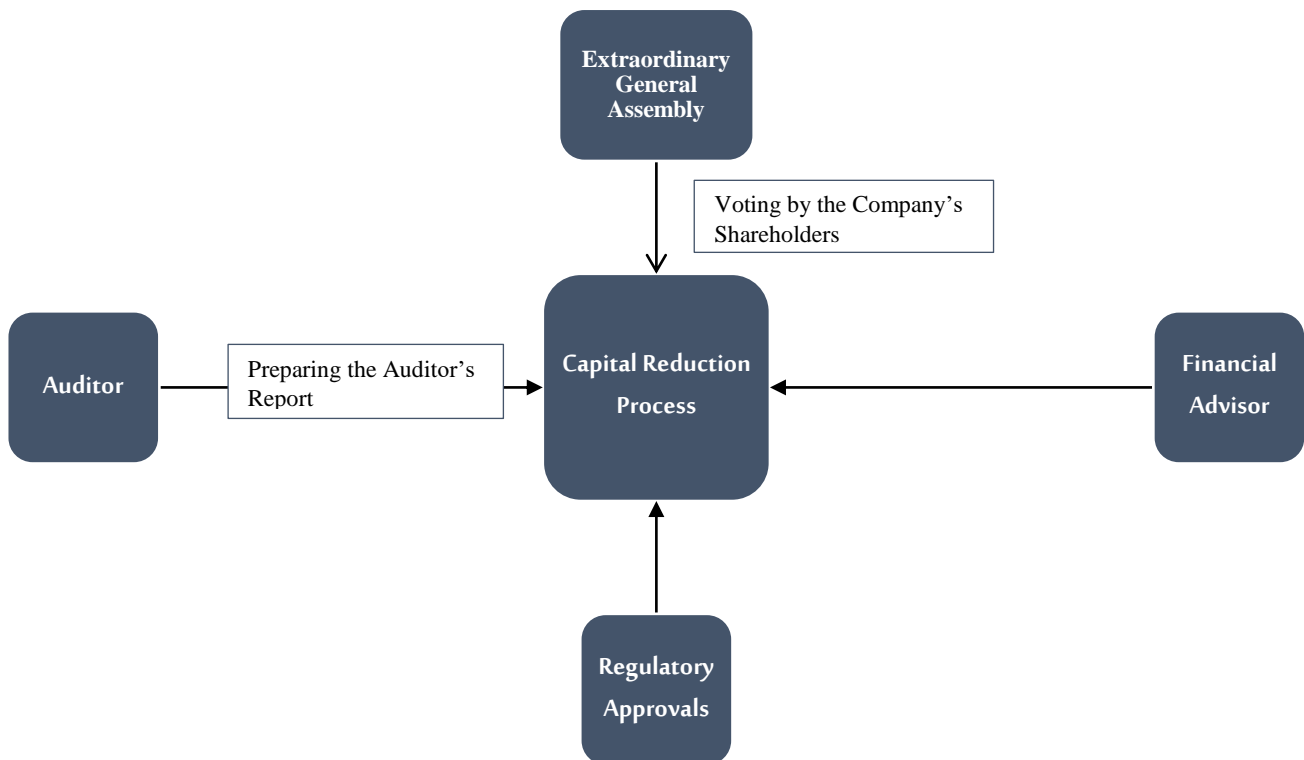 Extraordinary
General
Assembly
Voting by the Company’s
Shareholders
Auditor
Preparing the Auditor’s
Report
Capital Reduction
Process
Financial
Advisor
Regulatory
Approvals